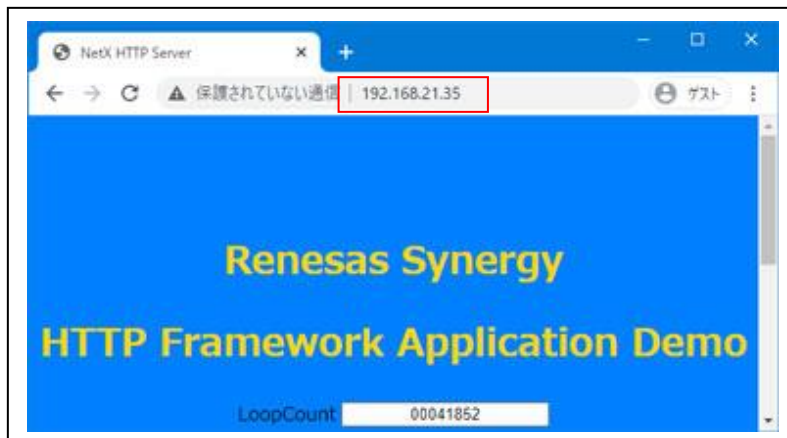 NetX HTTP Server
保護されていない通信 | 192.168.21.35
ゲスト
Renesas Synergy
HTTP Framework Application Demo
LoopCount 00041852